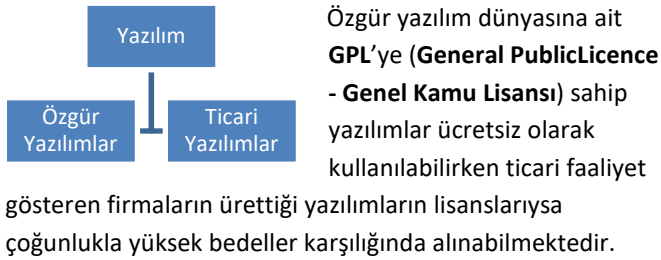 Yazılım
Özgür
Yazılımlar
Ticari
Yazılımlar
Özgür yazılım dünyasına ait
GPL’ye (General PublicLicence
- Genel Kamu Lisansı) sahip
yazılımlar ücretsiz olarak
kullanılabilirken ticari faaliyet
gösteren firmaların ürettiği yazılımların lisanslarıysa
çoğunlukla yüksek bedeller karşılığında alınabilmektedir.